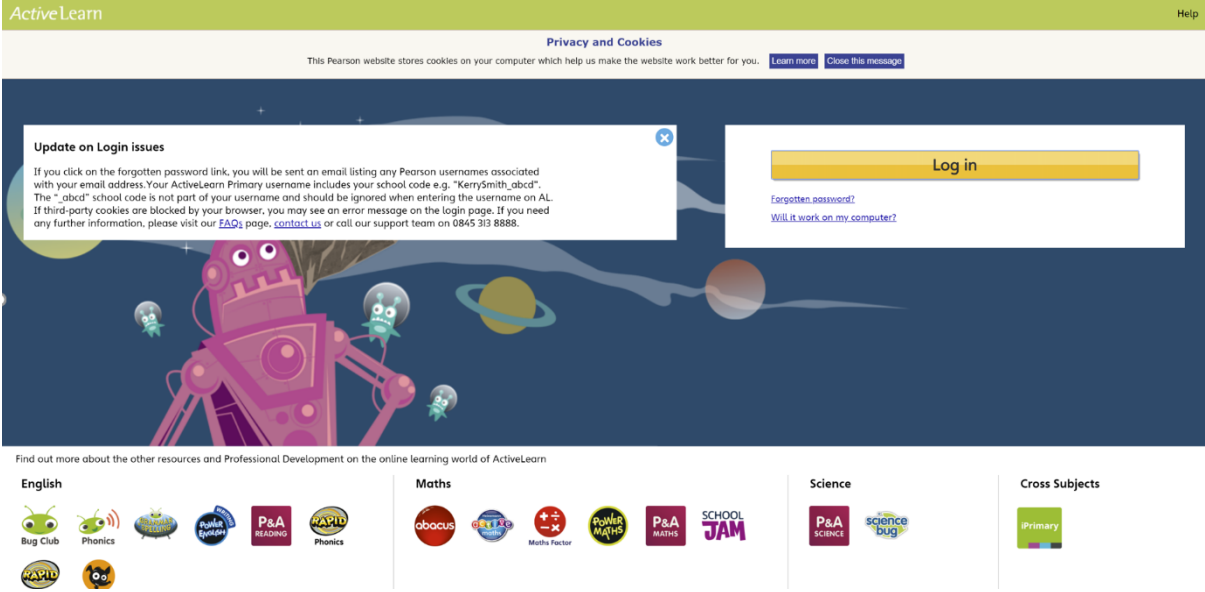 ActiveLearn
Help
Privacy and Cookies
This Pearson website stores cookies on your computer which help us make the website work better for you. Learn more Close this message
Update on Login issues
If you click on the forgotten password link, you will be sent an email listing any Pearson usernames associated
with your email address.Your ActiveLearn Primary username includes your school code e.g. "KerrySmith_abcd".
The "_abcd" school code is not part of your username and should be ignored when entering the username on AL.
If third-party cookies are blocked by your browser, you may see an error message on the login page. If you need
any further information, please visit our FAQs page, contact us or call our support team on 0845 313 8888.
Log in
Forgotten password?
Will it work on my computer?
Find out more about the other resources and Professional Development on the online learning world of ActiveLearn
English
Bug Club
Phonics
SPELLING
POWER
ENGLISH
WRITING
P&A
READING
RAPID
Phonics
RAPID
Maths
abacus
active
maths
Maths Factor
POWER
MATHS
P&A
MATHS
SCHOOL
JAM
Science
P&A
SCIENCE
science
bug
Cross Subjects
iPrimary